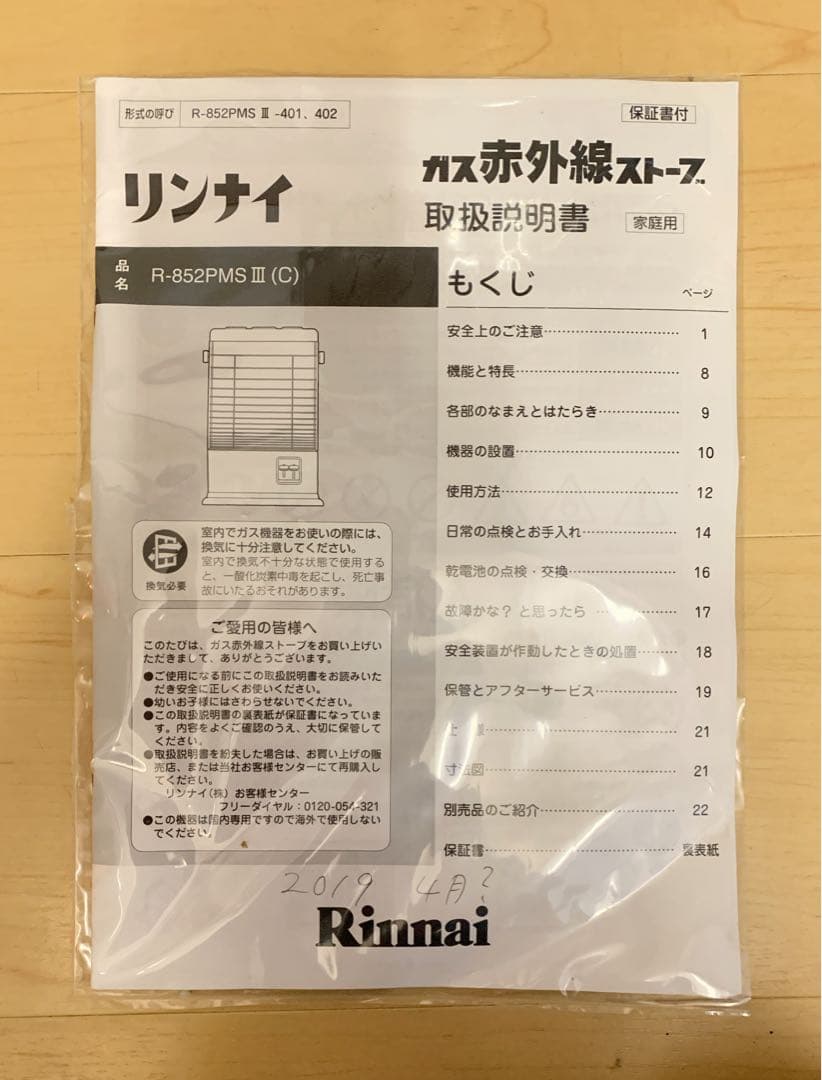 形式の呼び R-852PMS Ⅲ -401、402
保証書付
リンナイ
ガス赤外線ストーブ
取扱説明書 家庭用
品名 R-852PMS Ⅲ (C)
もくじ ページ
安全上のご注意 1
機能と特長 8
各部のなまえとはたらき 9
機器の設置 10
使用方法 12
日常の点検とお手入れ 14
乾電池の点検・交換 16
故障かな？と思ったら 17
安全装置が作動したときの処置 18
保管とアフターサービス 19
仕様 21
寸法図 21
別売品のご紹介 22
保証書 裏表紙
換気必要
室内でガス機器をお使いの際には、
換気に十分注意してください。
室内で換気不十分な状態で使用する
と、一酸化炭素中毒を起こし、死亡事
故にいたるおそれがあります。
ご愛用の皆様へ
このたびは、ガス赤外線ストーブをお買い上げい
ただきまして、ありがとうございます。
●ご使用になる前にこの取扱説明書をお読みいた
だき安全に正しくお使いください。
●幼いお子様にはさわらせないでください。
●この取扱説明書の裏表紙が保証書になっていま
す。内容をよくご確認のうえ、大切に保管して
ください。
●取扱説明書を紛失した場合は、お買い上げの販
売店、または当社お客様センターにて再購入し
てください。
リンナイ(株) お客様センター
フリーダイヤル：0120-054-321
●この機器は国内専用ですので海外で使用しない
でください。
2019 4月?
Rinnai